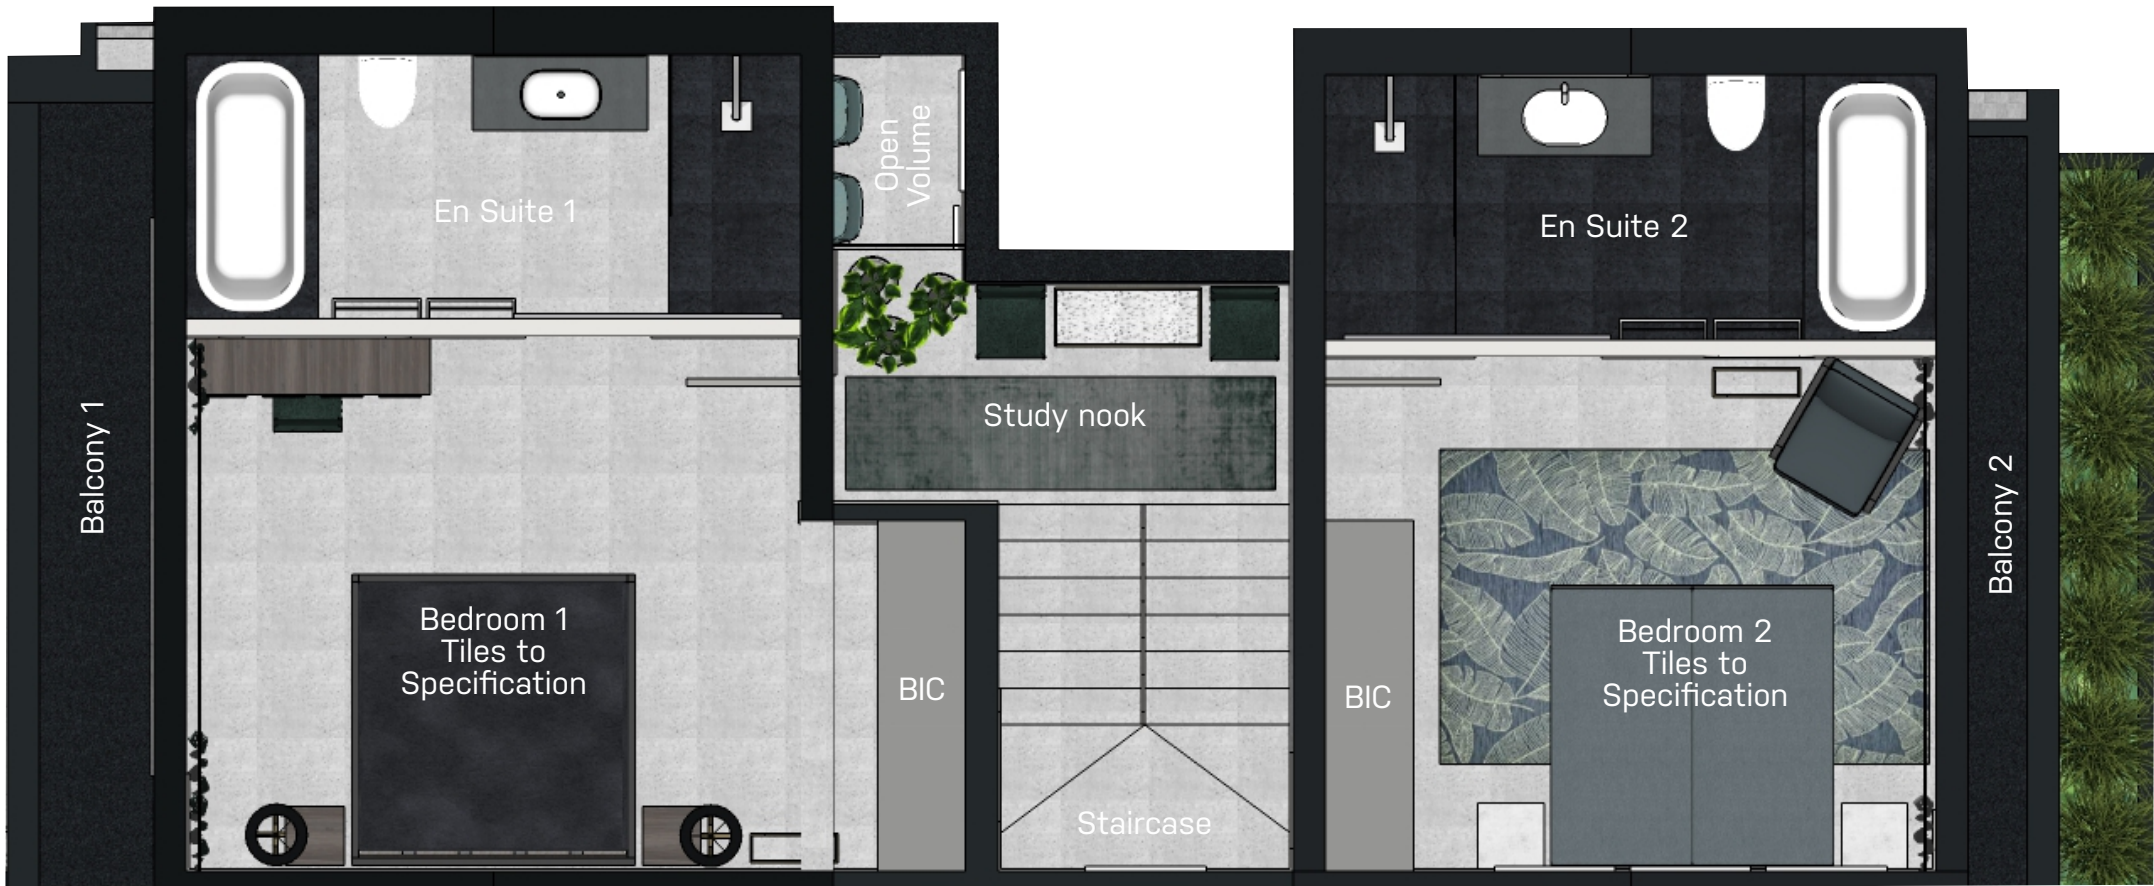 En Suite 1
Open
Volume
En Suite 2
Study nook
Balcony 1
Balcony 2
Bedroom 1
Tiles to
Specification
BIC
Staircase
BIC
Bedroom 2
Tiles to
Specification